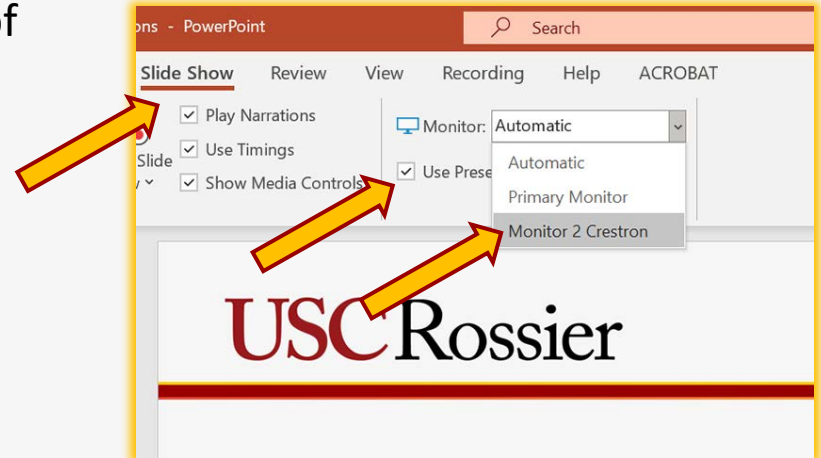 of
ons - PowerPoint
Search
Slide Show Review View Recording Help ACROBAT
Play Narrations
Monitor: Automatic
Slide
Use Timings
Automatic
Use Prese
Show Media Controls
Primary Monitor
Monitor 2 Crestron
USC Rossier